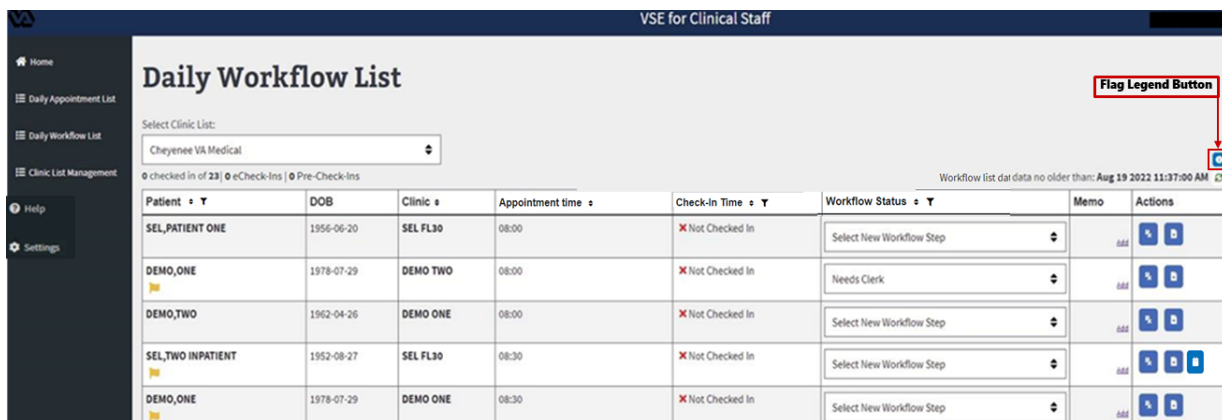 VA
VSE for Clinical Staff
Home
Daily Appointment List
Daily Workflow List
Clinic List Management
Help
Settings
Daily Workflow List
Flag Legend Button
Select Clinic List:
Cheyenee VA Medical
0 checked in of 23| 0 eCheck-Ins | 0 Pre-Check-Ins
Workflow list dat data no older than: Aug 19 2022 11:37:00 AM
Patient DOB Clinic Appointment time Check-In Time Workflow Status Memo Actions
SEL,PATIENT ONE 1956-06-20 SEL FL30 08:00 Not Checked In Select New Workflow Step add
DEMO,ONE 1978-07-29 DEMO TWO 08:00 Not Checked In Needs Clerk add
DEMO,TWO 1962-04-26 DEMO ONE 08:00 Not Checked In Select New Workflow Step add
SEL,TWO INPATIENT 1952-08-27 SEL FL30 08:30 Not Checked In Select New Workflow Step add
DEMO,ONE 1978-07-29 DEMO ONE 08:30 Not Checked In Select New Workflow Step add